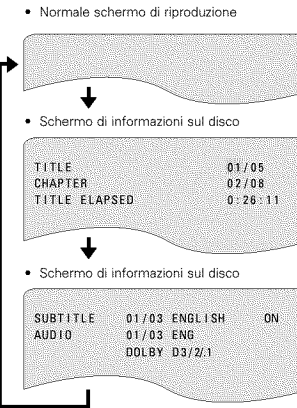 • Normale schermo di riproduzione
• Schermo di informazioni sul disco
TITLE 01/05
CHAPTER 02/08
TITLE ELAPSED 0:26:11
• Schermo di informazioni sul disco
SUBTITLE 01/03 ENGLISH ON
AUDIO 01/03 ENG
DOLBY D3/2/.1